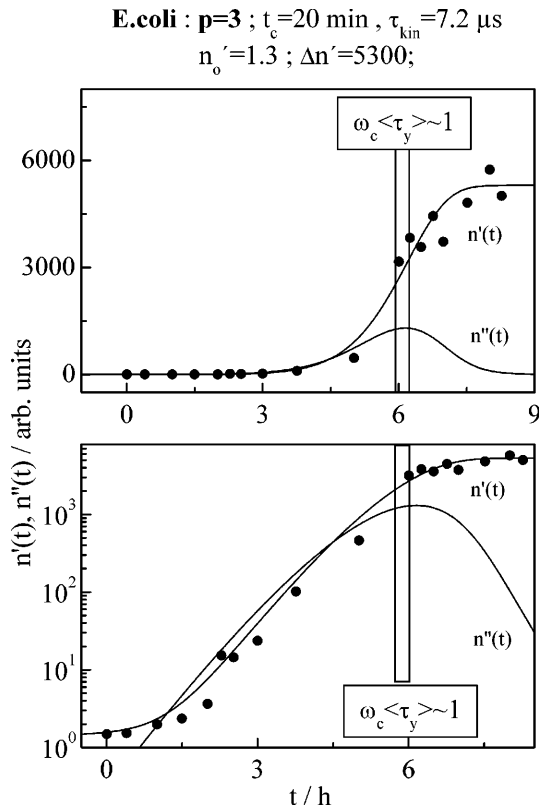 E.coli : p=3 ; t_c=20 min , τ_kin=7.2 µs
n_o´=1.3 ; Δn´=5300;
ω_c<τ_y>~1
6000
3000
0
n'(t)
n''(t)
0 3 6 9
n'(t), n''(t) / arb. units
10^3
10^2
10^1
10^0
n'(t)
n''(t)
ω_c<τ_y>~1
0 3 6
t / h